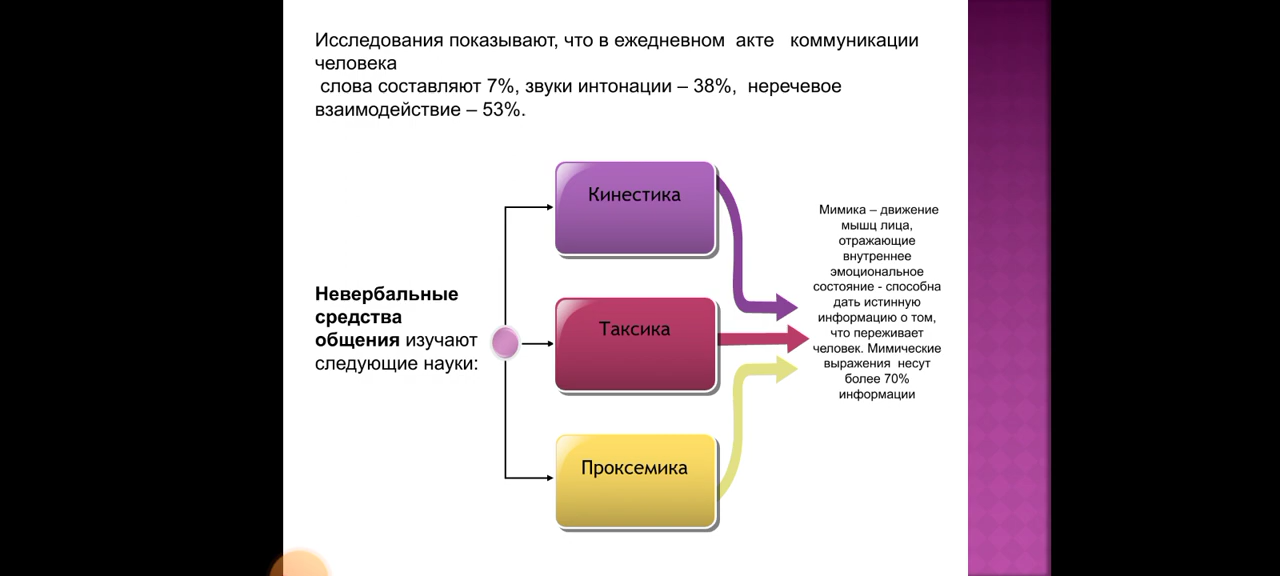 Исследования показывают, что в ежедневном акте коммуникации
человека
слова составляют 7%, звуки интонации – 38%, неречевое
взаимодействие – 53%.
Невербальные
средства
общения изучают
следующие науки:
Кинестика
Таксика
Проксемика
Мимика – движение
мышц лица,
отражающие
внутреннее
эмоциональное
состояние - способна
дать истинную
информацию о том,
что переживает
человек. Мимические
выражения несут
более 70%
информации